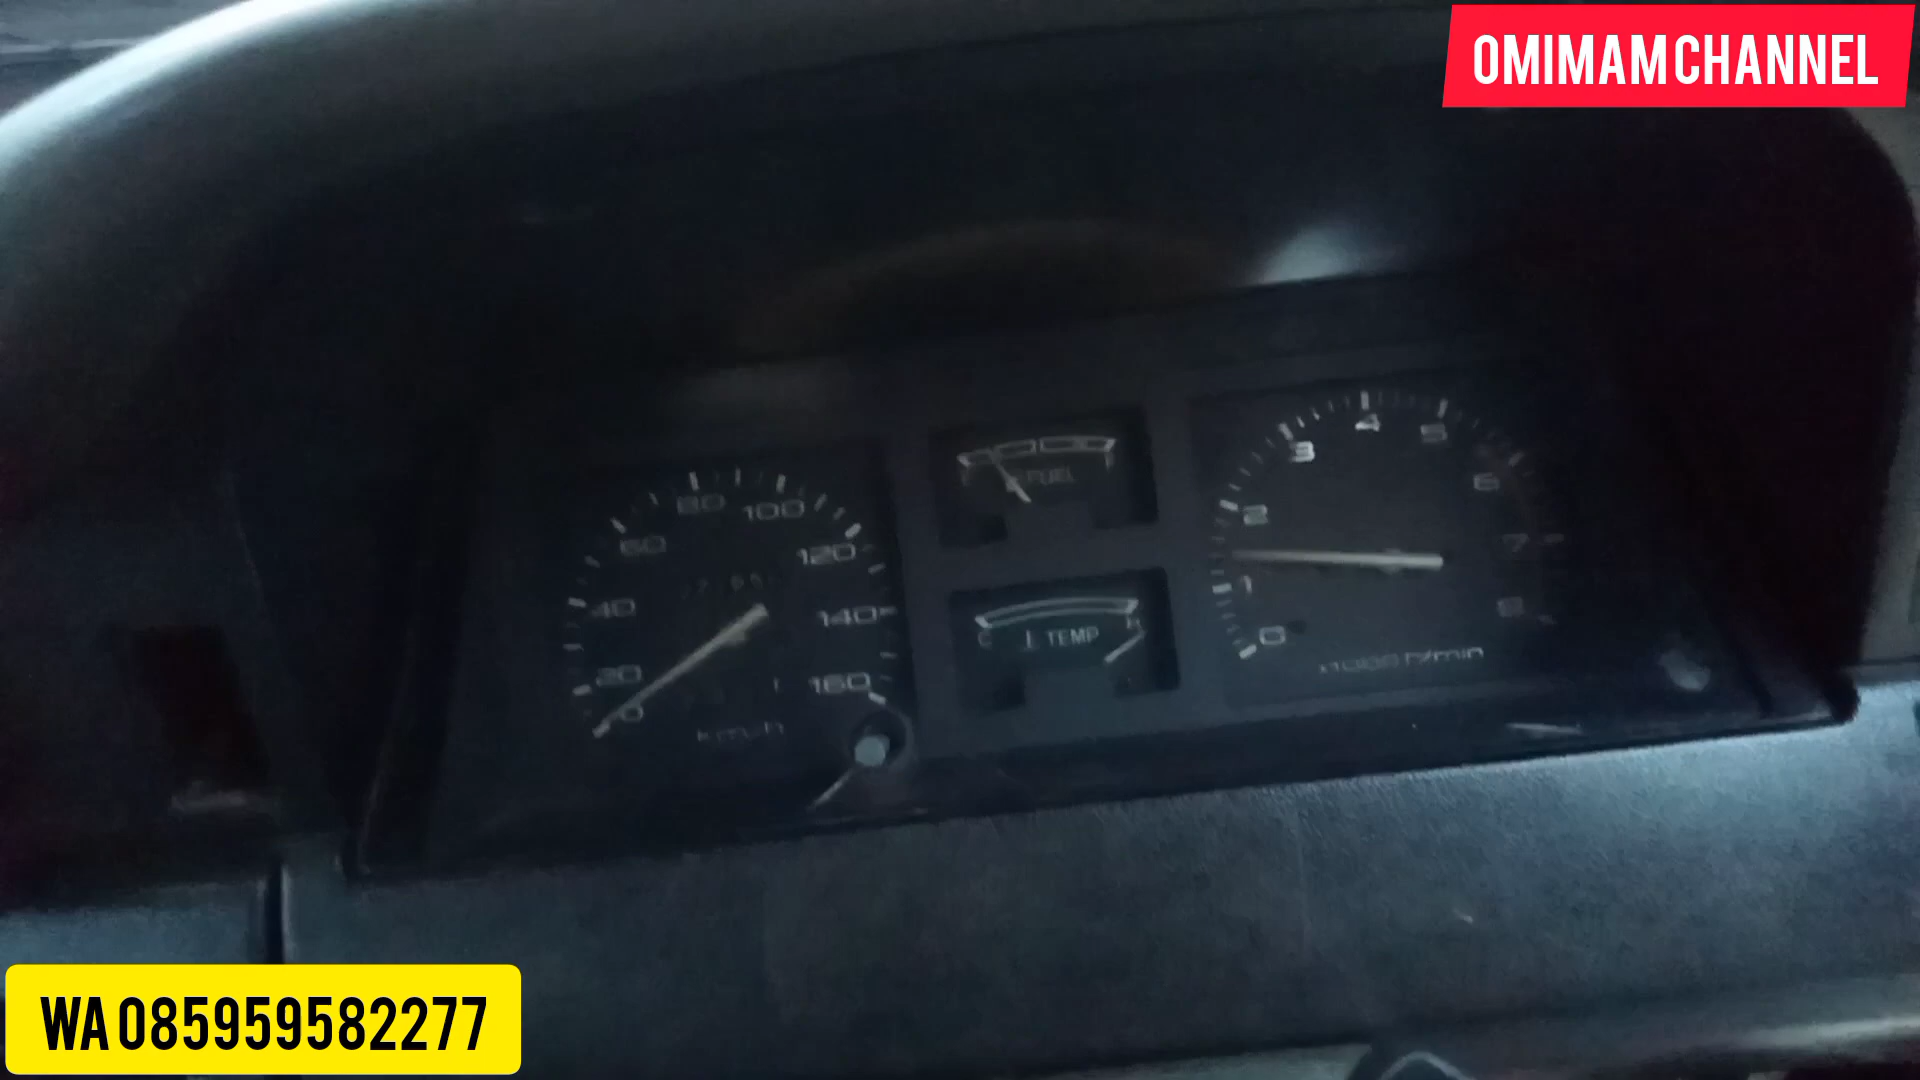 OMIMAM CHANNEL
80 100
60 120
40 140
20 160
0
km/h
FUEL
F
C TEMP H
3 4 5
2 6
1 7
0 8
x1000 r/min
WA 085959582277